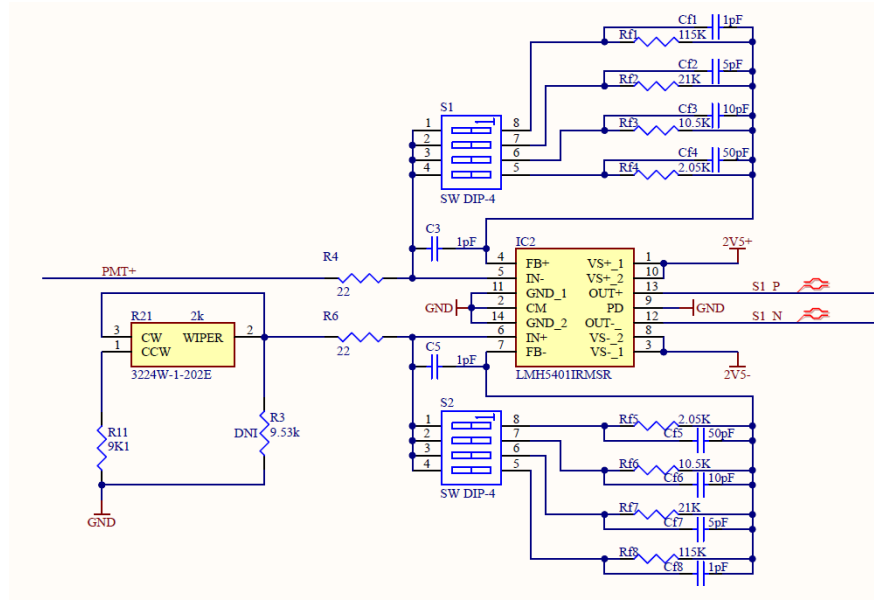 Cf1 1pF
Rf1 115K
Cf2 5pF
Rf2 21K
Cf3 10pF
Rf3 10.5K
Cf4 50pF
Rf4 2.05K
S1
1 8
2 7
3 6
4 5
SW DIP-4
C3 1pF
IC2
4 FB+ VS+_1 1
5 IN- VS+_2 10
11 GND_1 OUT+ 13
2 CM PD 9
14 GND_2 OUT-_ 12
6 IN+ VS-_2 8
7 FB- VS-_1 3
LMH5401IRMSR
2V5+
GND
GND
S1_P
S1_N
2V5-
PMT+
R4
22
R6
22
R21 2k
3 CW WIPER 2
1 CCW
3224W-1-202E
R11
9K1
R3
DNI 9.53k
GND
C5 1pF
S2
1 8
2 7
3 6
4 5
SW DIP-4
Rf5 2.05K
Cf5 50pF
Rf6 10.5K
Cf6 10pF
Rf7 21K
Cf7 5pF
Rf8 115K
Cf8 1pF